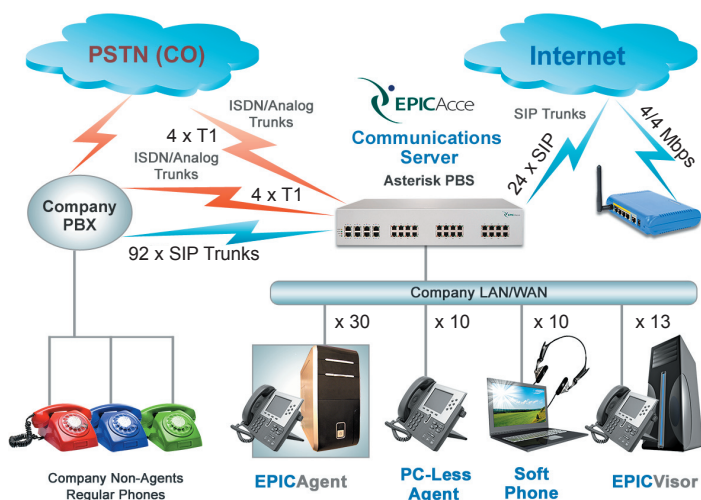 PSTN (CO)
Internet
ISDN/Analog
Trunks
4 x T1
EPICAcce
Communications
Server
Asterisk PBS
SIP Trunks
24 x SIP
4/4 Mbps
ISDN/Analog
Trunks
4 x T1
Company
PBX
92 x SIP Trunks
Company LAN/WAN
x 30
x 10
x 10
x 13
Company Non-Agents
Regular Phones
EPICAgent
PC-Less
Agent
Soft
Phone
EPICVisor